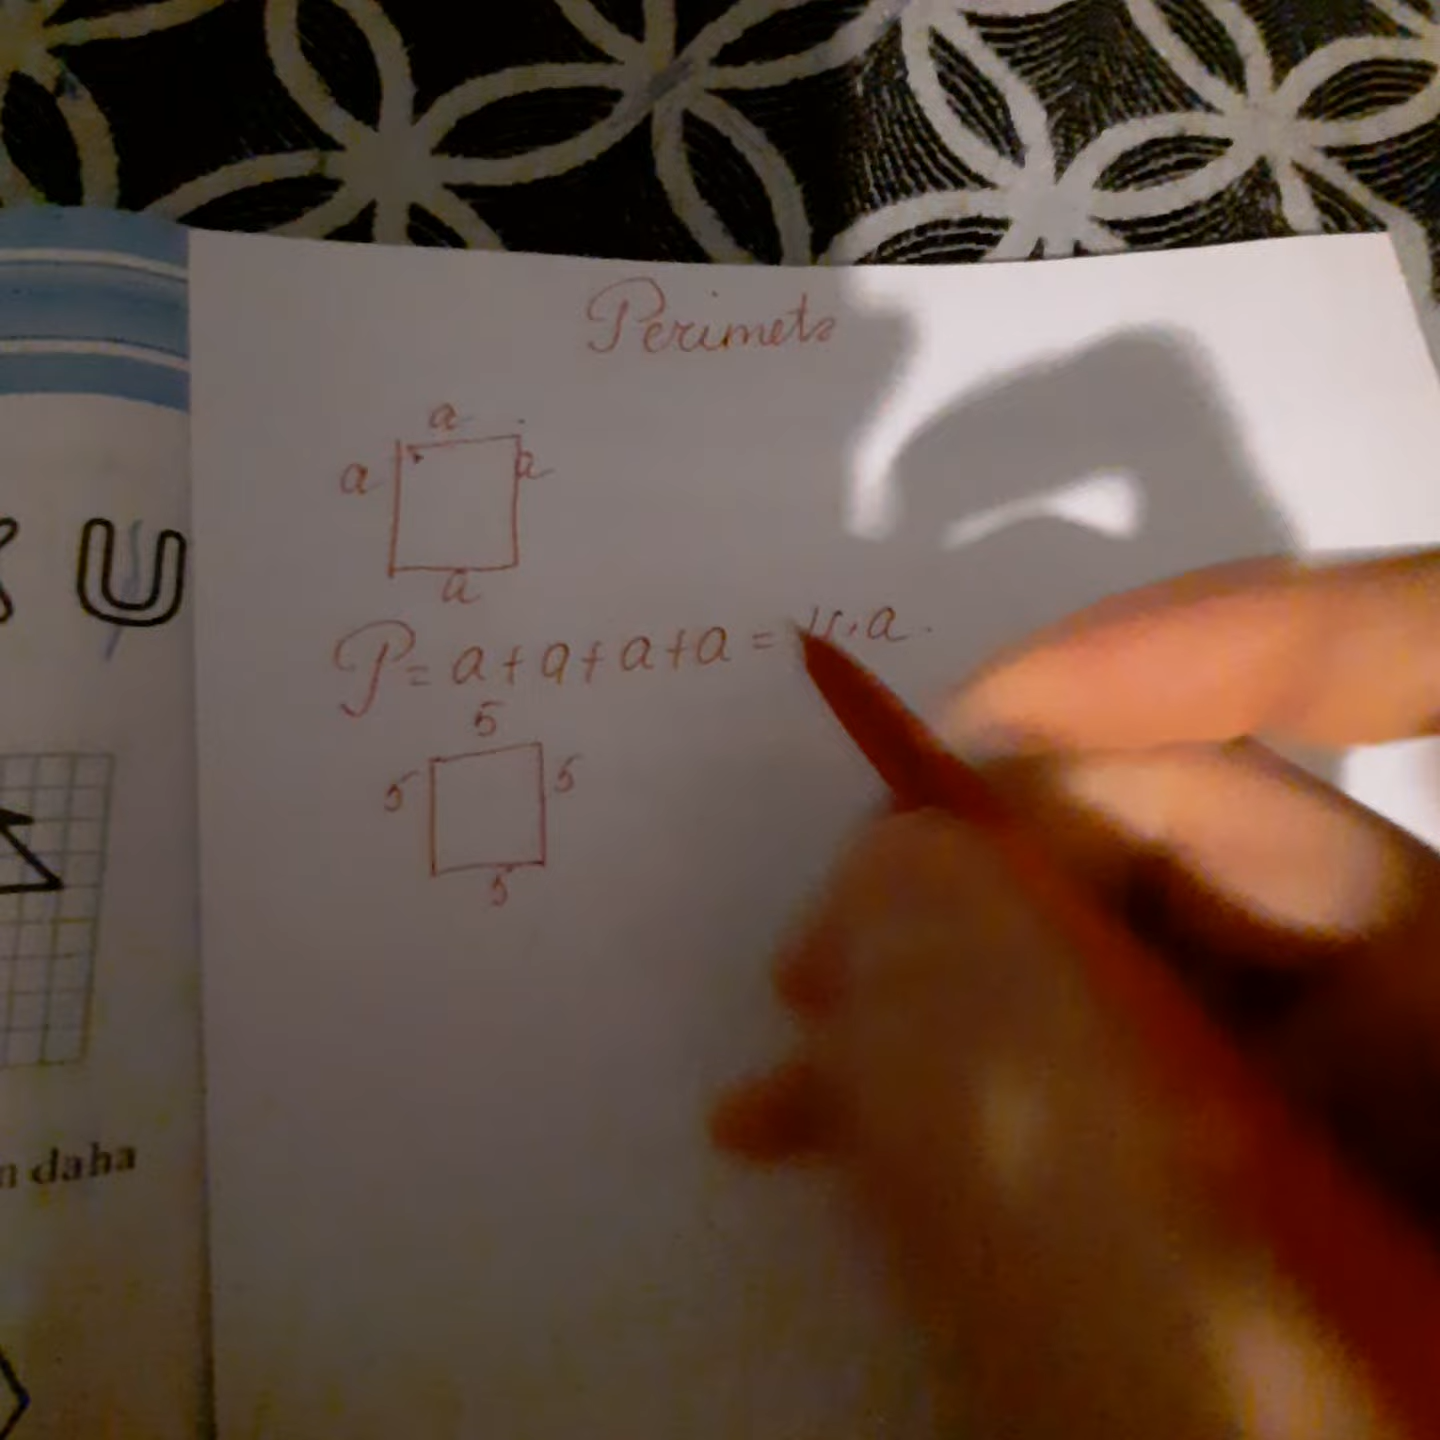 Perimetr
a
a a
a
P = a + a + a + a = 4 · a
5
5 5
5
U
n daha